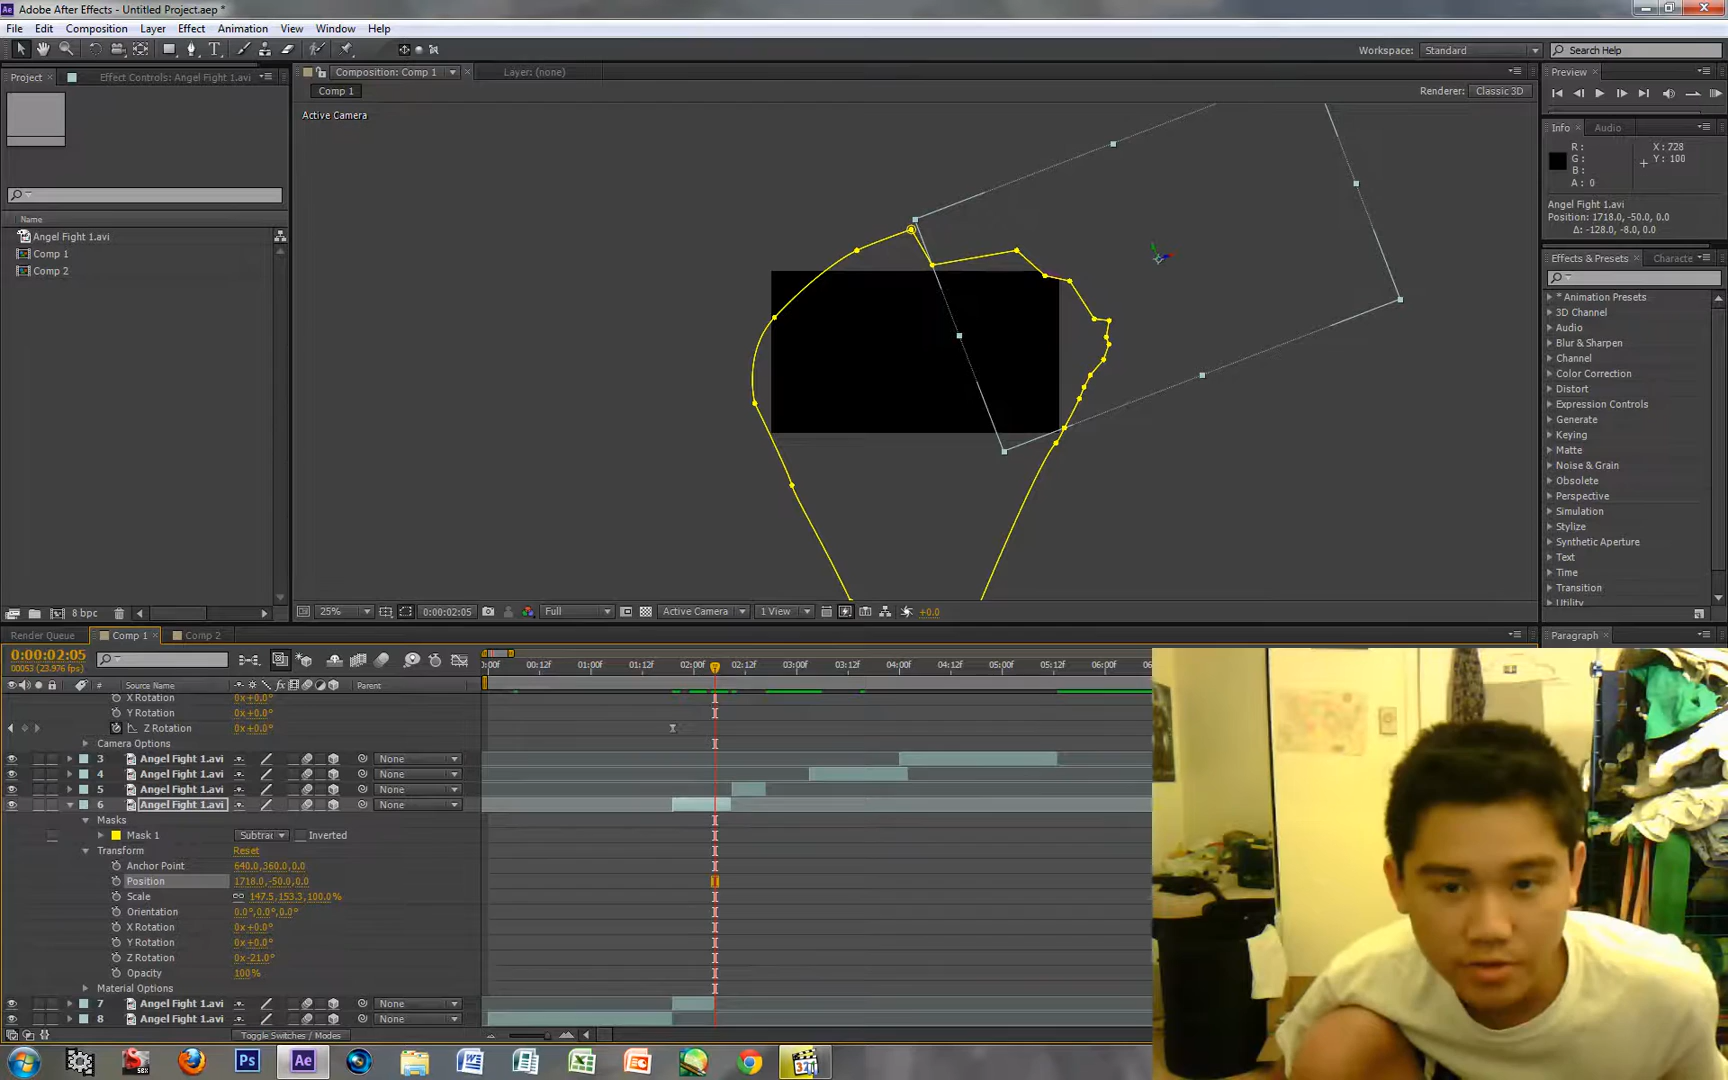 Adobe After Effects - Untitled Project.aep *
File Edit Composition Layer Effect Animation View Window Help
Workspace: Standard Search Help
Project Effect Controls: Angel Fight 1.avi
Composition: Comp 1 Layer: (none)
Comp 1
Renderer: Classic 3D
Active Camera
Name
Angel Fight 1.avi
Comp 1
Comp 2
8 bpc
25% 0:00:02:05 Full Active Camera 1 View +0.0
Preview
Info Audio
R :
G :
B :
A : 0
X : 728
Y : 100
Angel Fight 1.avi
Position: 1718.0, -50.0, 0.0
Δ: -128.0, -8.0, 0.0
Effects & Presets Characte
* Animation Presets
3D Channel
Audio
Blur & Sharpen
Channel
Color Correction
Distort
Expression Controls
Generate
Keying
Matte
Noise & Grain
Obsolete
Perspective
Simulation
Stylize
Synthetic Aperture
Text
Time
Transition
Utility
Paragraph
Render Queue Comp 1 Comp 2
0:00:02:05
00053 (23.976 fps)
0:00f 00:12f 01:00f 01:12f 02:00f 02:12f 03:00f 03:12f 04:00f 04:12f 05:00f 05:12f 06:00f
# Source Name Parent
X Rotation 0x+0.0°
Y Rotation 0x+0.0°
Z Rotation 0x+0.0°
Camera Options
3 Angel Fight 1.avi None
4 Angel Fight 1.avi None
5 Angel Fight 1.avi None
6 Angel Fight 1.avi None
Masks
Mask 1 Subtrac Inverted
Transform Reset
Anchor Point 640.0,360.0,0.0
Position 1718.0,-50.0,0.0
Scale 147.5,153.3,100.0%
Orientation 0.0°,0.0°,0.0°
X Rotation 0x+0.0°
Y Rotation 0x+0.0°
Z Rotation 0x-21.0°
Opacity 100%
Material Options
7 Angel Fight 1.avi None
8 Angel Fight 1.avi None
Toggle Switches / Modes
Ps Ae